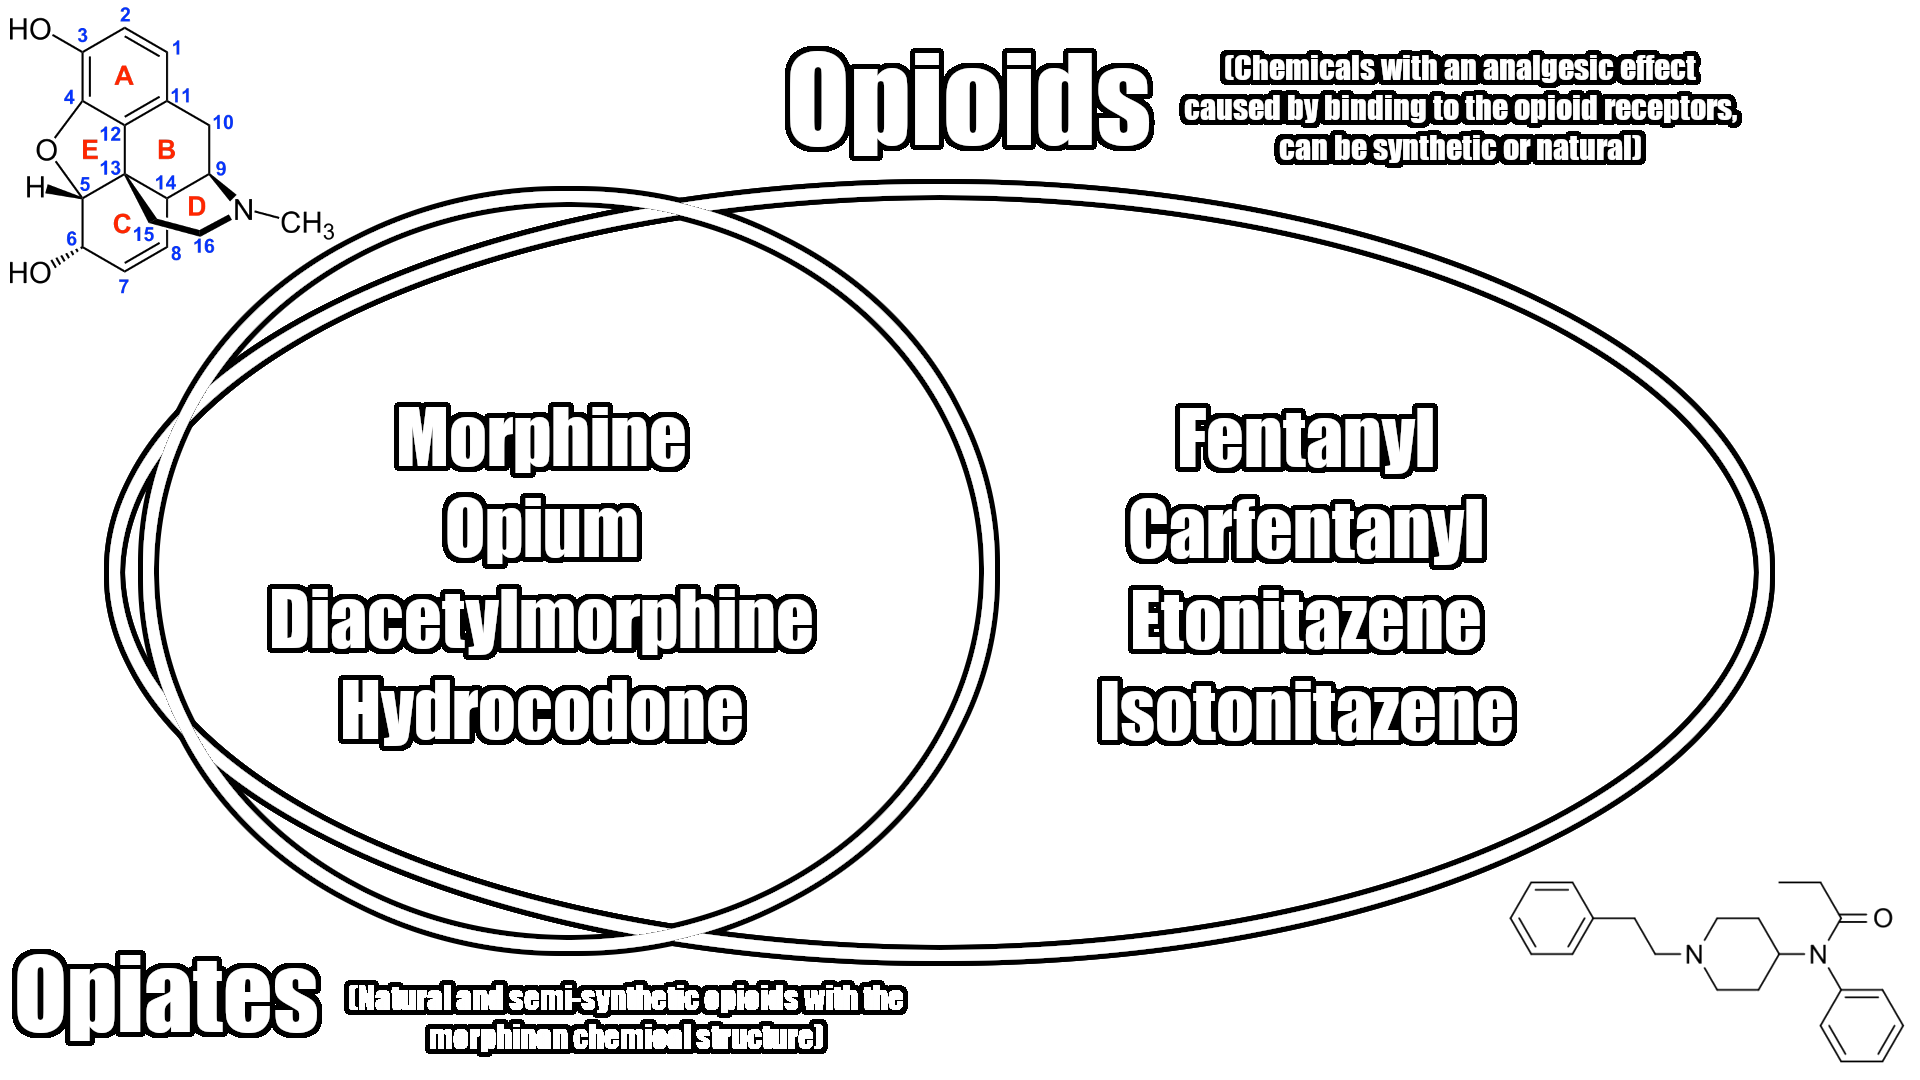 Opioids
(Chemicals with an analgesic effect
caused by binding to the opioid receptors,
can be synthetic or natural)
HO
3
2
1
A
4
11
12
10
O
E
B
13
9
H
5
14
D
N
CH3
C
15
16
6
8
HO
7
Morphine
Opium
Diacetylmorphine
Hydrocodone
Fentanyl
Carfentanyl
Etonitazene
Isotonitazene
Opiates
(Natural and semi-synthetic opioids with the
morphinan chemical structure)
O
N
N